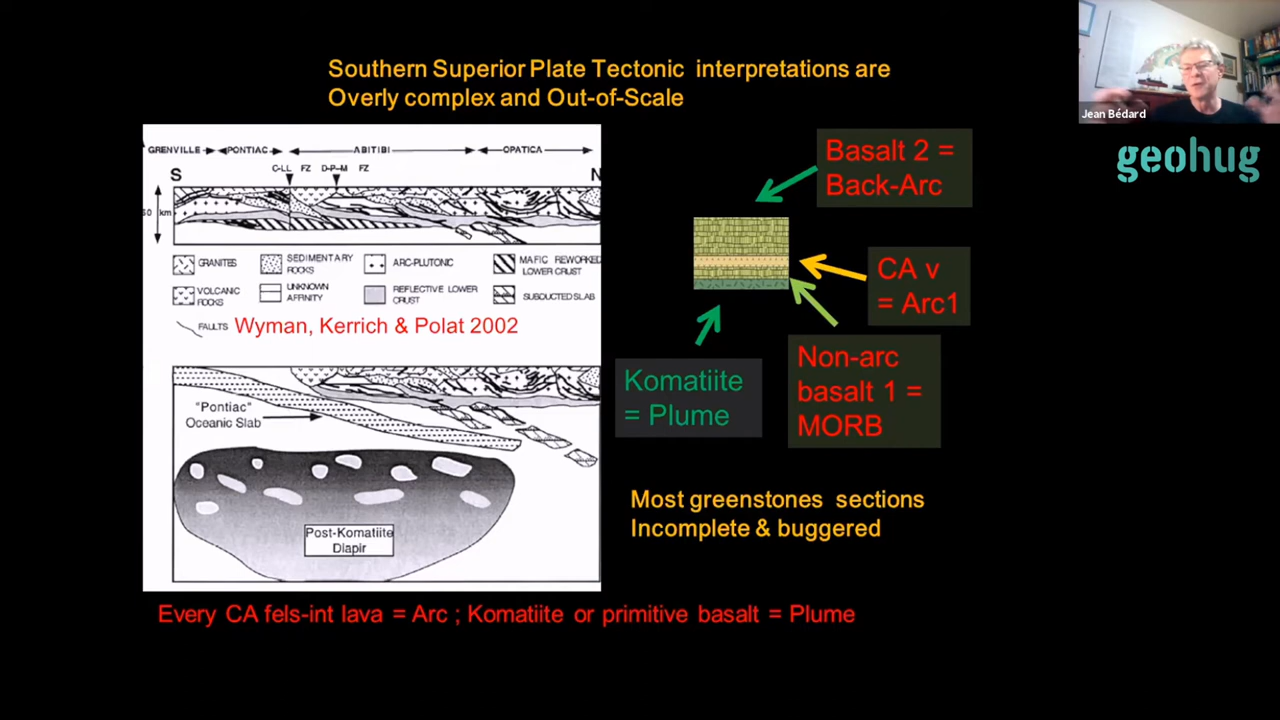 Southern Superior Plate Tectonic interpretations are
Overly complex and Out-of-Scale
Jean Bédard
geohug
GRENVILLE
PONTIAC
ABITIBI
OPATICA
S
C-LL FZ D-P-M FZ
N
60 km
GRANITES
SEDIMENTARY
ROCKS
ARC-PLUTONIC
MAFIC REWORKED
LOWER CRUST
VOLCANIC
ROCKS
UNKNOWN
AFFINITY
REFLECTIVE LOWER
CRUST
SUBDUCTED SLAB
FAULTS
Wyman, Kerrich & Polat 2002
"Pontiac"
Oceanic Slab
Post-Komatiite
Diapir
Basalt 2 =
Back-Arc
CA v
= Arc1
Non-arc
basalt 1 =
MORB
Komatiite
= Plume
Most greenstones sections
Incomplete & buggered
Every CA fels-int lava = Arc ; Komatiite or primitive basalt = Plume